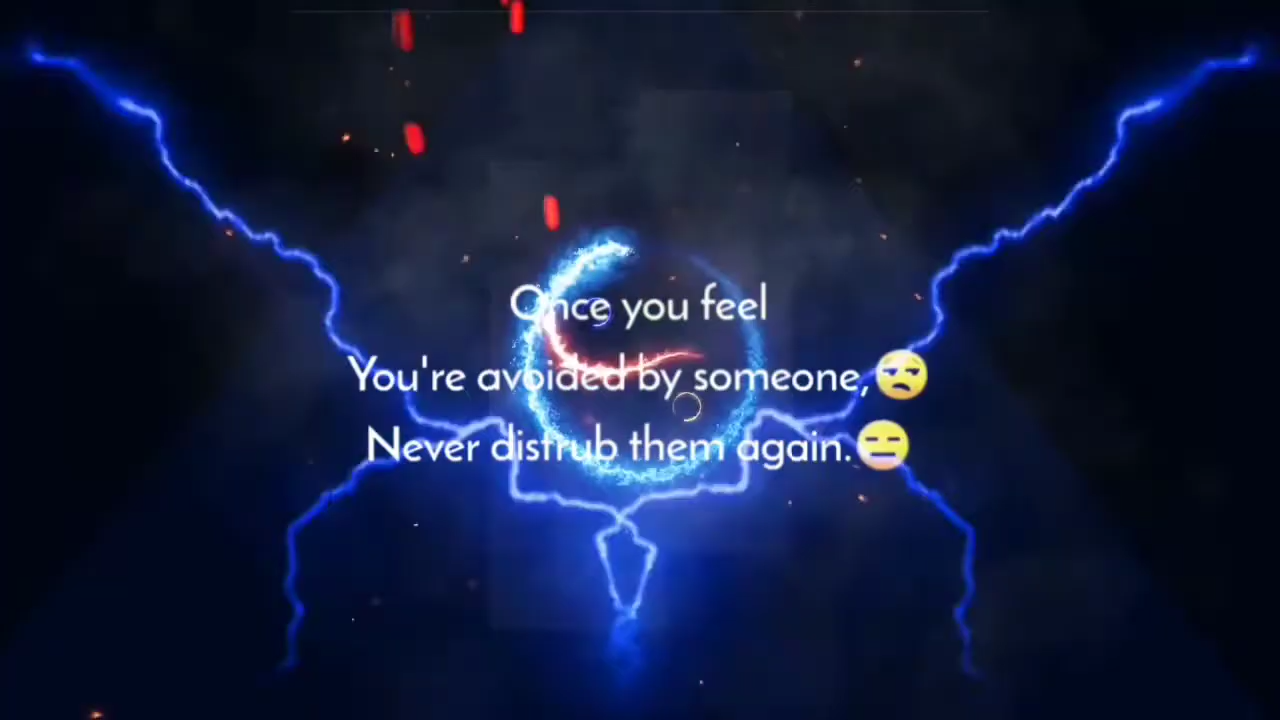 Once you feel
You're avoided by someone,😒
Never distrub them again.😑